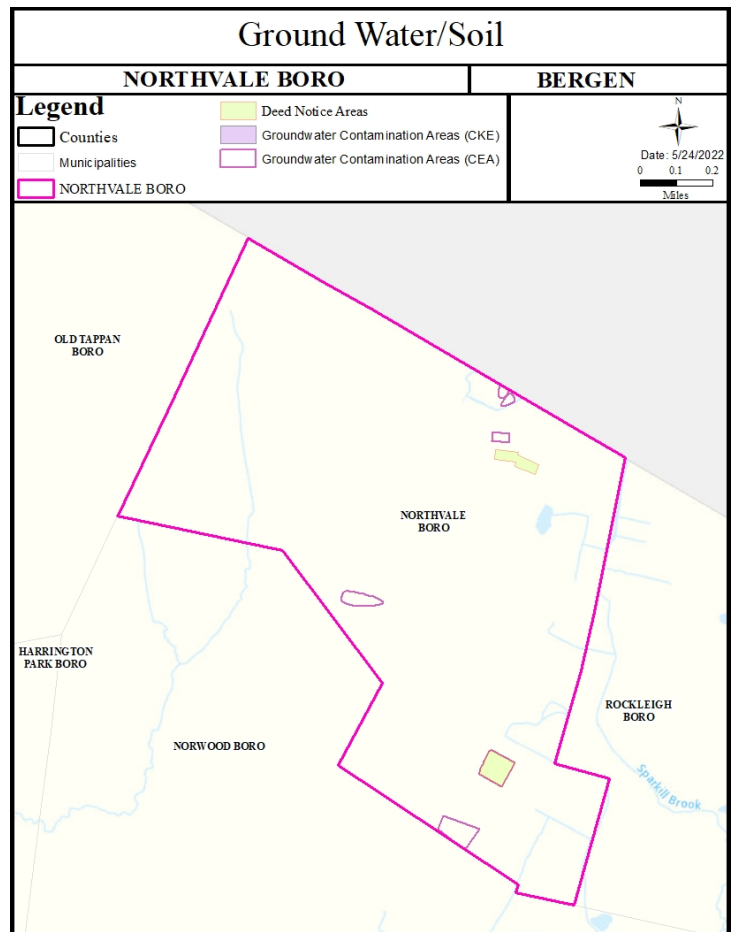 Ground Water/Soil
NORTHVALE BORO
BERGEN
Legend
Counties
Municipalities
NORTHVALE BORO
Deed Notice Areas
Groundwater Contamination Areas (CKE)
Groundwater Contamination Areas (CEA)
N
Date: 5/24/2022
0 0.1 0.2
Miles
OLD TAPPAN
BORO
NORTHVALE
BORO
HARRINGTON
PARK BORO
ROCKLEIGH
BORO
NORWOOD BORO
Sparkill Brook